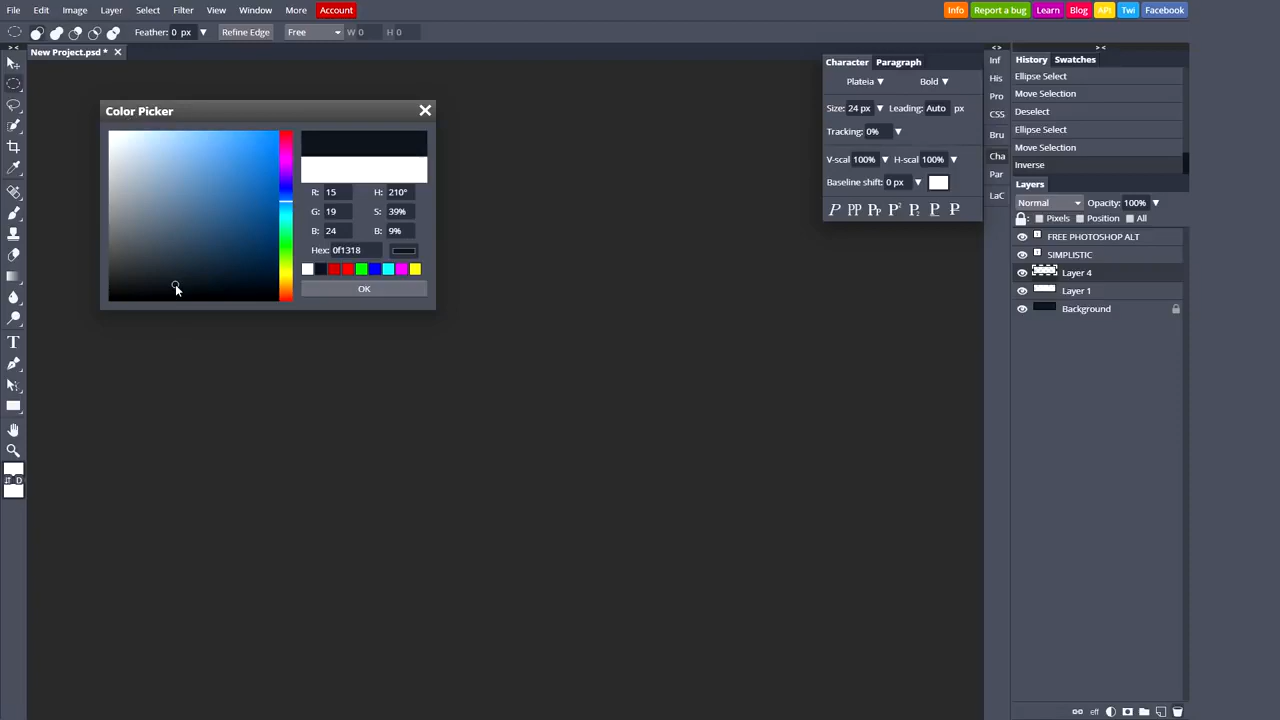 File Edit Image Layer Select Filter View Window More Account Info Report a bug Learn Blog API Twi Facebook
Feather: 0 px Refine Edge Free W 0 H 0
New Project.psd *
Color Picker
R: 15 H: 210°
G: 19 S: 39%
B: 24 B: 9%
Hex: 0f1318
OK
Character Paragraph
Plateia Bold
Size: 24 px Leading: Auto px
Tracking: 0%
V-scal 100% H-scal 100%
Baseline shift: 0 px
Inf
His
Pro
CSS
Bru
Cha
Par
LaC
History Swatches
Ellipse Select
Move Selection
Deselect
Ellipse Select
Move Selection
Inverse
Layers
Normal Opacity: 100%
Pixels Position All
FREE PHOTOSHOP ALT
SIMPLISTIC
Layer 4
Layer 1
Background
D
eff